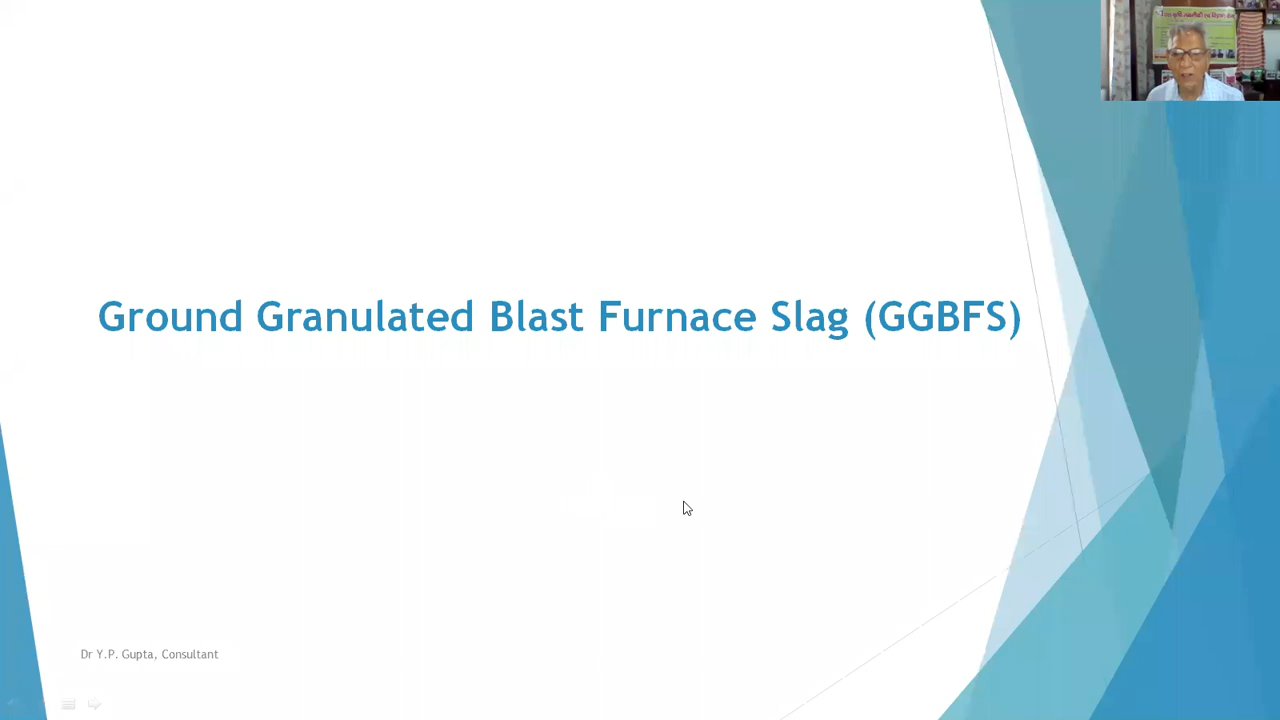 Ground Granulated Blast Furnace Slag (GGBFS)
Dr Y.P. Gupta, Consultant